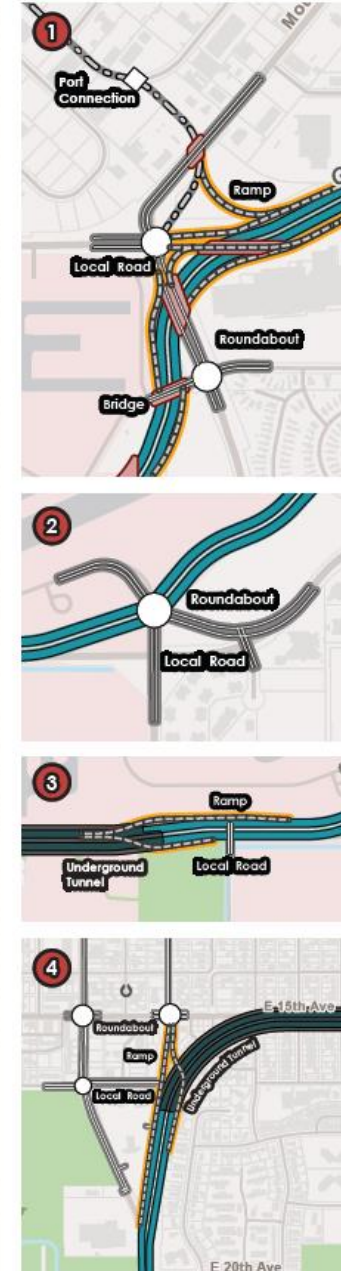 1
Port
Connection
Ramp
Local Road
Roundabout
Bridge
2
Roundabout
Local Road
3
Ramp
Underground
Tunnel
Local Road
4
E 15th Ave
Roundabout
Ramp
Underground Tunnel
Local Road
E 20th Ave